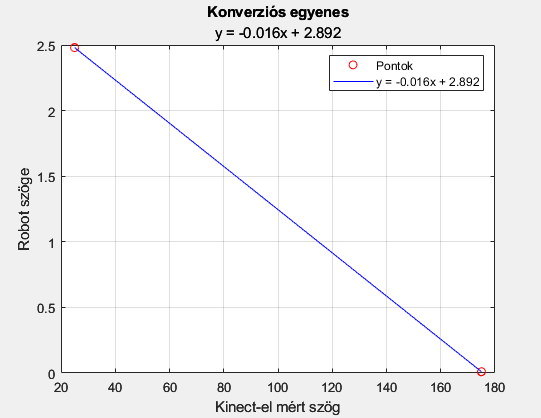 Konverziós egyenes
y = -0.016x + 2.892
Pontok
y = -0.016x + 2.892
2.5
2
1.5
1
0.5
0
Robot szöge
20 40 60 80 100 120 140 160 180
Kinect-el mért szög